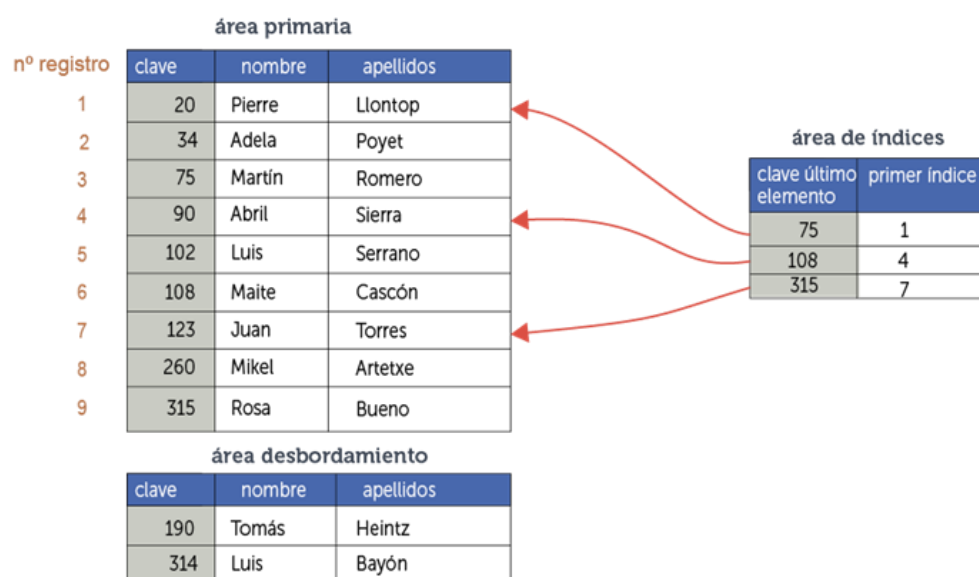 área primaria
nº registro clave nombre apellidos
1 20 Pierre Llontop
2 34 Adela Poyet
3 75 Martín Romero
4 90 Abril Sierra
5 102 Luis Serrano
6 108 Maite Cascón
7 123 Juan Torres
8 260 Mikel Artetxe
9 315 Rosa Bueno
área de índices
clave último elemento primer índice
75 1
108 4
315 7
área desbordamiento
clave nombre apellidos
190 Tomás Heintz
314 Luis Bayón